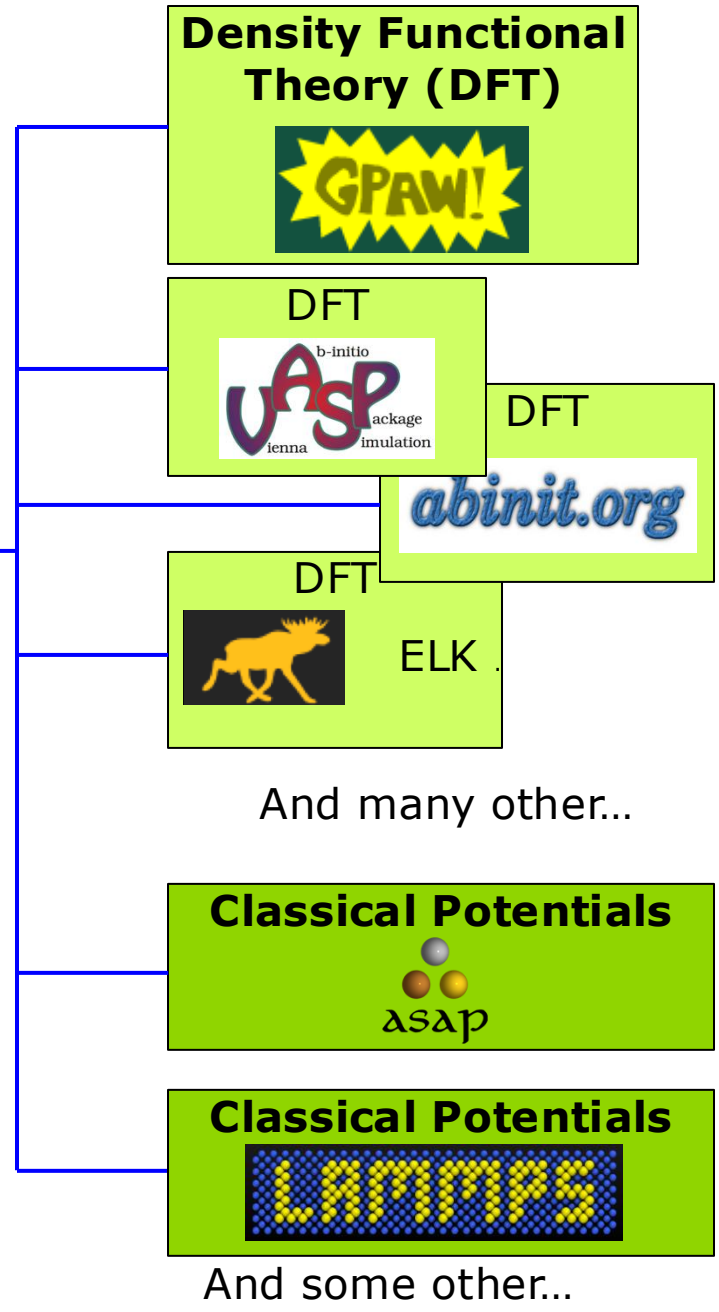 Density Functional
Theory (DFT)
GPAW!
DFT
b-initio
VASP
ackage
ienna
imulation
DFT
abinit.org
DFT
ELK .
And many other…
Classical Potentials
asap
Classical Potentials
LAMMPS
And some other…